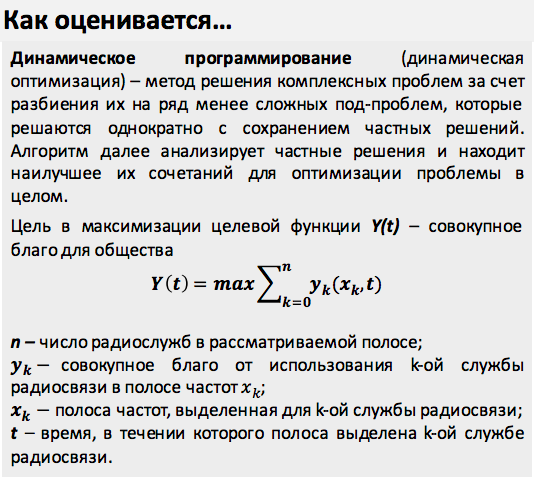 Как оценивается...
Динамическое программирование (динамическая
оптимизация) – метод решения комплексных проблем за счет
разбиения их на ряд менее сложных под-проблем, которые
решаются однократно с сохранением частных решений.
Алгоритм далее анализирует частные решения и находит
наилучшее их сочетаний для оптимизации проблемы в
целом.
Цель в максимизации целевой функции Y(t) – совокупное
благо для общества
Y(t) = max ∑ₖ₌₀ⁿ yₖ(xₖ, t)
n – число радиослужб в рассматриваемой полосе;
yₖ – совокупное благо от использования k-ой службы
радиосвязи в полосе частот xₖ;
xₖ – полоса частот, выделенная для k-ой службы радиосвязи;
t – время, в течении которого полоса выделена k-ой службе
радиосвязи.